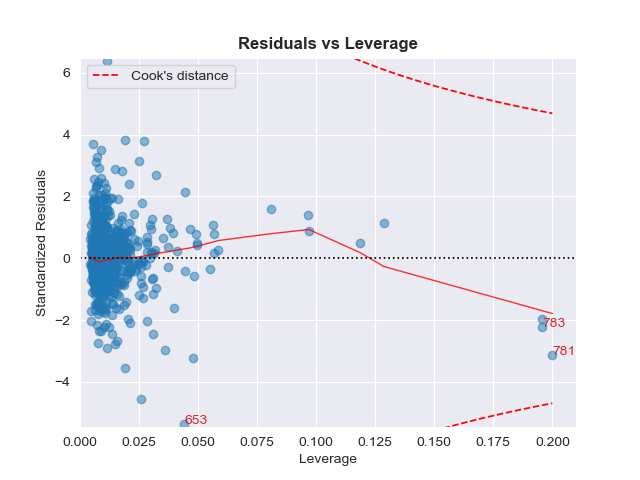 Residuals vs Leverage
Cook's distance
6
4
2
0
−2
−4
Standardized Residuals
783
781
653
0.000 0.025 0.050 0.075 0.100 0.125 0.150 0.175 0.200
Leverage